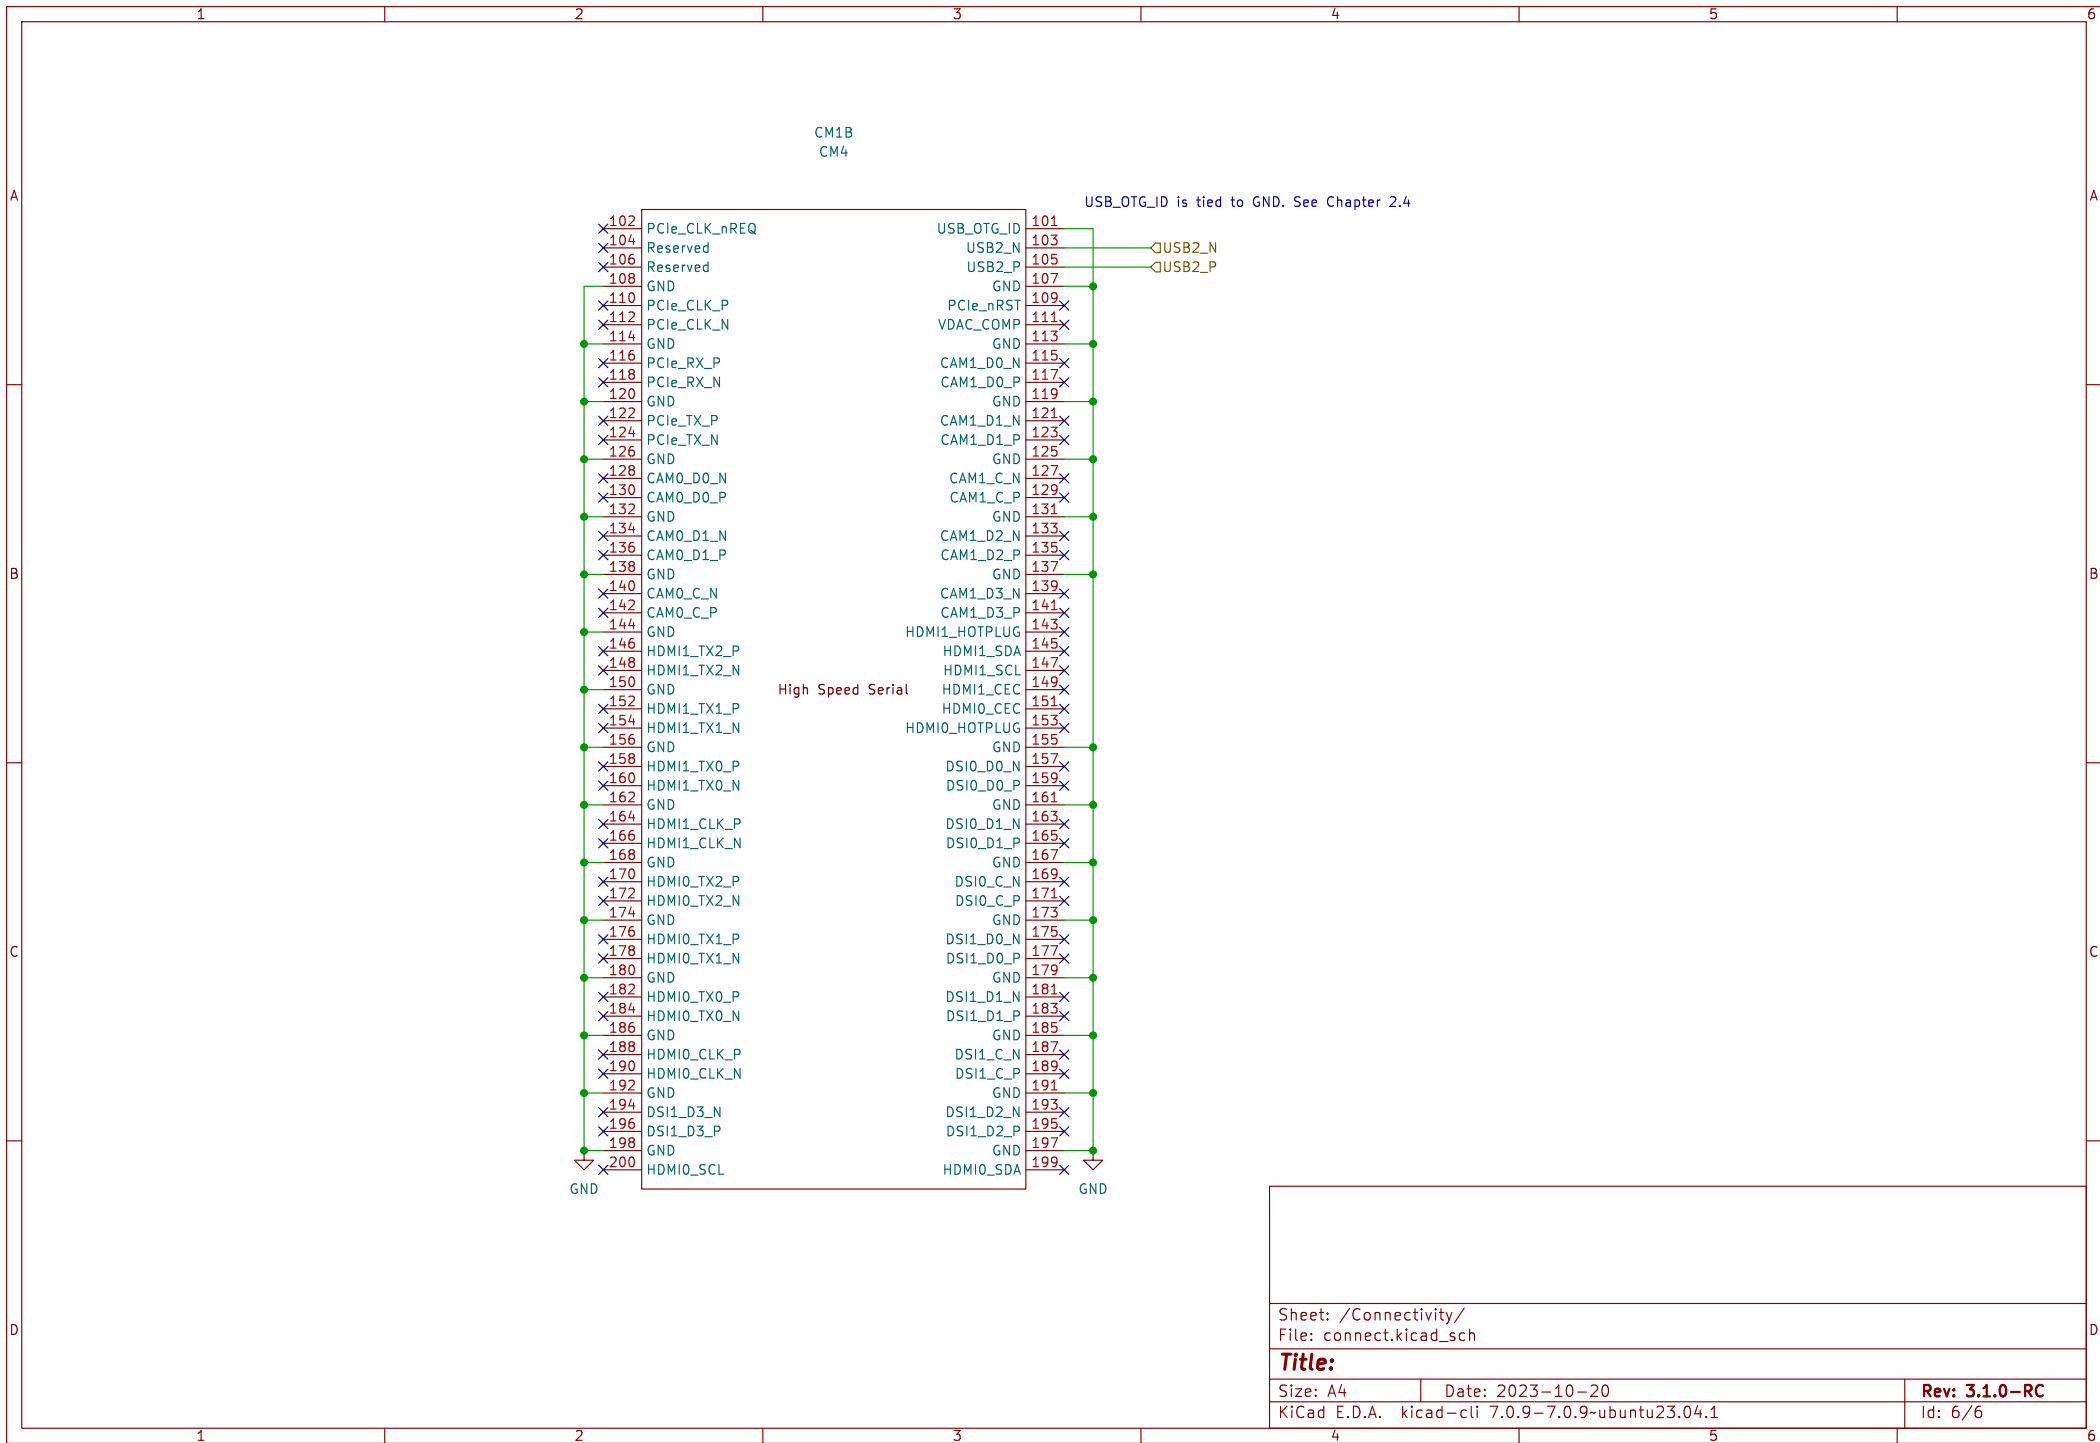 1 2 3 4 5 6
CM1B
CM4
A A
USB_OTG_ID is tied to GND. See Chapter 2.4
102 PCIe_CLK_nREQ USB_OTG_ID 101
104 Reserved USB2_N 103 USB2_N
106 Reserved USB2_P 105 USB2_P
108 GND GND 107
110 PCIe_CLK_P PCIe_nRST 109
112 PCIe_CLK_N VDAC_COMP 111
114 GND GND 113
116 PCIe_RX_P CAM1_D0_N 115
118 PCIe_RX_N CAM1_D0_P 117
120 GND GND 119
122 PCIe_TX_P CAM1_D1_N 121
124 PCIe_TX_N CAM1_D1_P 123
126 GND GND 125
128 CAM0_D0_N CAM1_C_N 127
130 CAM0_D0_P CAM1_C_P 129
132 GND GND 131
134 CAM0_D1_N CAM1_D2_N 133
136 CAM0_D1_P CAM1_D2_P 135
B B
138 GND GND 137
140 CAM0_C_N CAM1_D3_N 139
142 CAM0_C_P CAM1_D3_P 141
144 GND HDMI1_HOTPLUG 143
146 HDMI1_TX2_P HDMI1_SDA 145
148 HDMI1_TX2_N HDMI1_SCL 147
150 GND High Speed Serial HDMI1_CEC 149
152 HDMI1_TX1_P HDMI0_CEC 151
154 HDMI1_TX1_N HDMI0_HOTPLUG 153
156 GND GND 155
158 HDMI1_TX0_P DSI0_D0_N 157
160 HDMI1_TX0_N DSI0_D0_P 159
162 GND GND 161
164 HDMI1_CLK_P DSI0_D1_N 163
166 HDMI1_CLK_N DSI0_D1_P 165
168 GND GND 167
170 HDMI0_TX2_P DSI0_C_N 169
172 HDMI0_TX2_N DSI0_C_P 171
174 GND GND 173
176 HDMI0_TX1_P DSI1_D0_N 175
C C
178 HDMI0_TX1_N DSI1_D0_P 177
180 GND GND 179
182 HDMI0_TX0_P DSI1_D1_N 181
184 HDMI0_TX0_N DSI1_D1_P 183
186 GND GND 185
188 HDMI0_CLK_P DSI1_C_N 187
190 HDMI0_CLK_N DSI1_C_P 189
192 GND GND 191
194 DSI1_D3_N DSI1_D2_N 193
196 DSI1_D3_P DSI1_D2_P 195
198 GND GND 197
200 HDMI0_SCL HDMI0_SDA 199
GND GND
Sheet: /Connectivity/
D D
File: connect.kicad_sch
Title:
Size: A4 Date: 2023-10-20 Rev: 3.1.0-RC
KiCad E.D.A. kicad-cli 7.0.9-7.0.9~ubuntu23.04.1 Id: 6/6
1 2 3 4 5 6